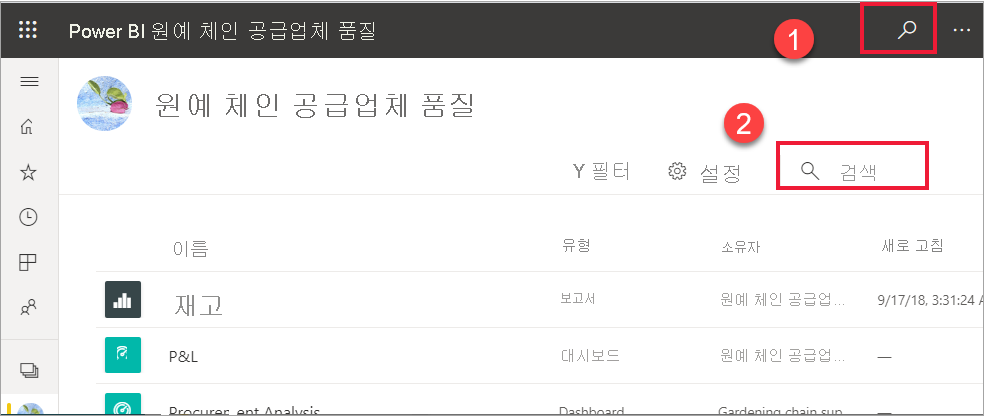 Power BI 원예 체인 공급업체 품질
1
원예 체인 공급업체 품질
2
필터 설정 검색
이름 유형 소유자 새로 고침
재고 보고서 원예 체인 공급업... 9/17/18, 3:31:24 A
P&L 대시보드 원예 체인 공급업... —
Analysis Dashboard Gardening chain sup... —